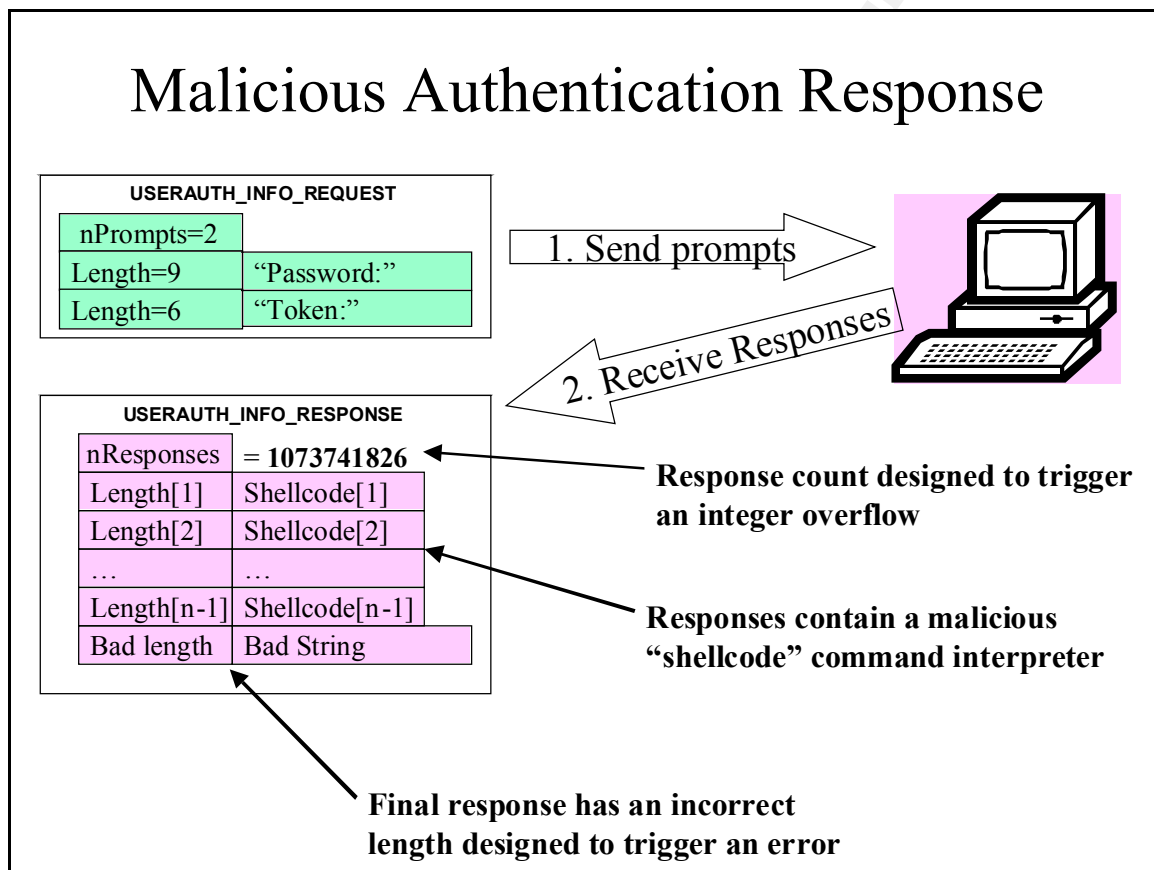 Malicious Authentication Response
USERAUTH_INFO_REQUEST
nPrompts=2
Length=9 “Password:”
Length=6 “Token:”
1. Send prompts
2. Receive Responses
USERAUTH_INFO_RESPONSE
nResponses = 1073741826
Length[1] Shellcode[1]
Length[2] Shellcode[2]
… …
Length[n-1] Shellcode[n-1]
Bad length Bad String
Response count designed to trigger
an integer overflow
Responses contain a malicious
“shellcode” command interpreter
Final response has an incorrect
length designed to trigger an error